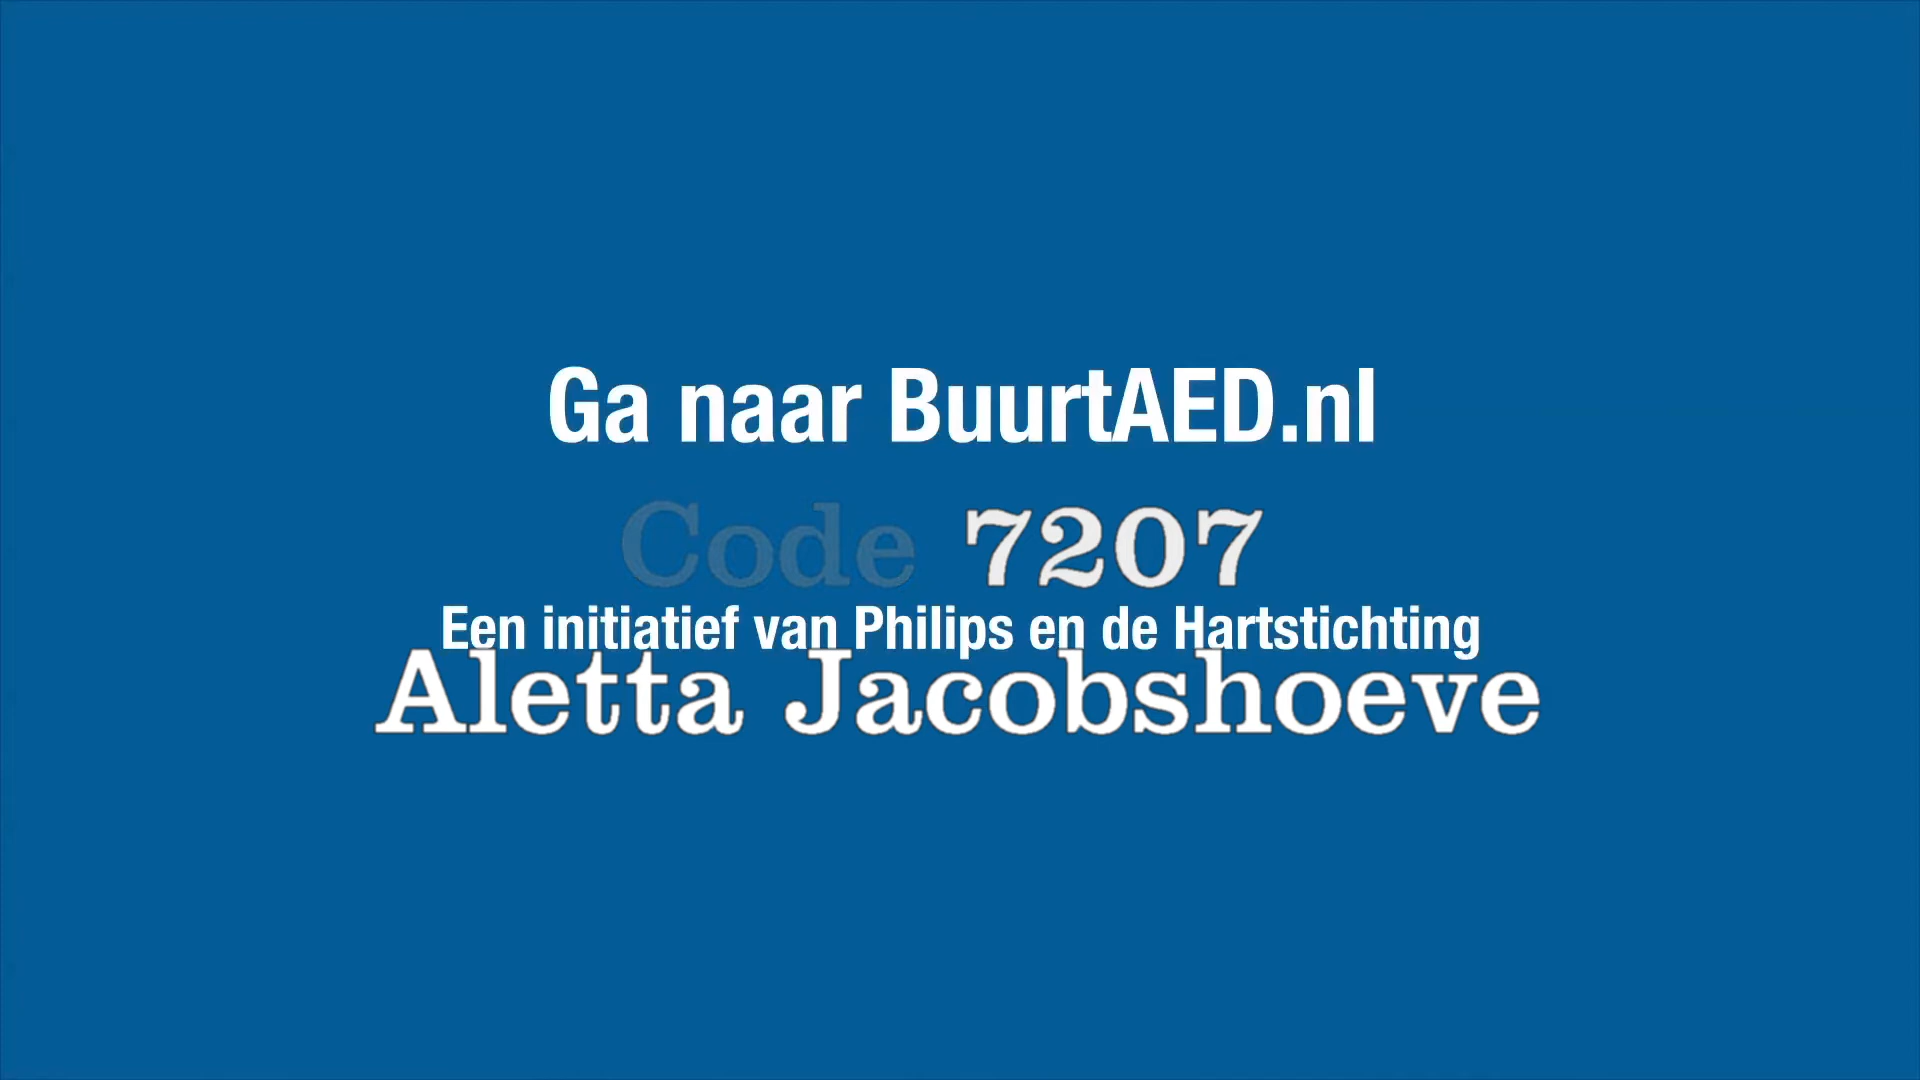 Ga naar BuurtAED.nl
Code 7207
Een initiatief van Philips en de Hartstichting
Aletta Jacobshoeve